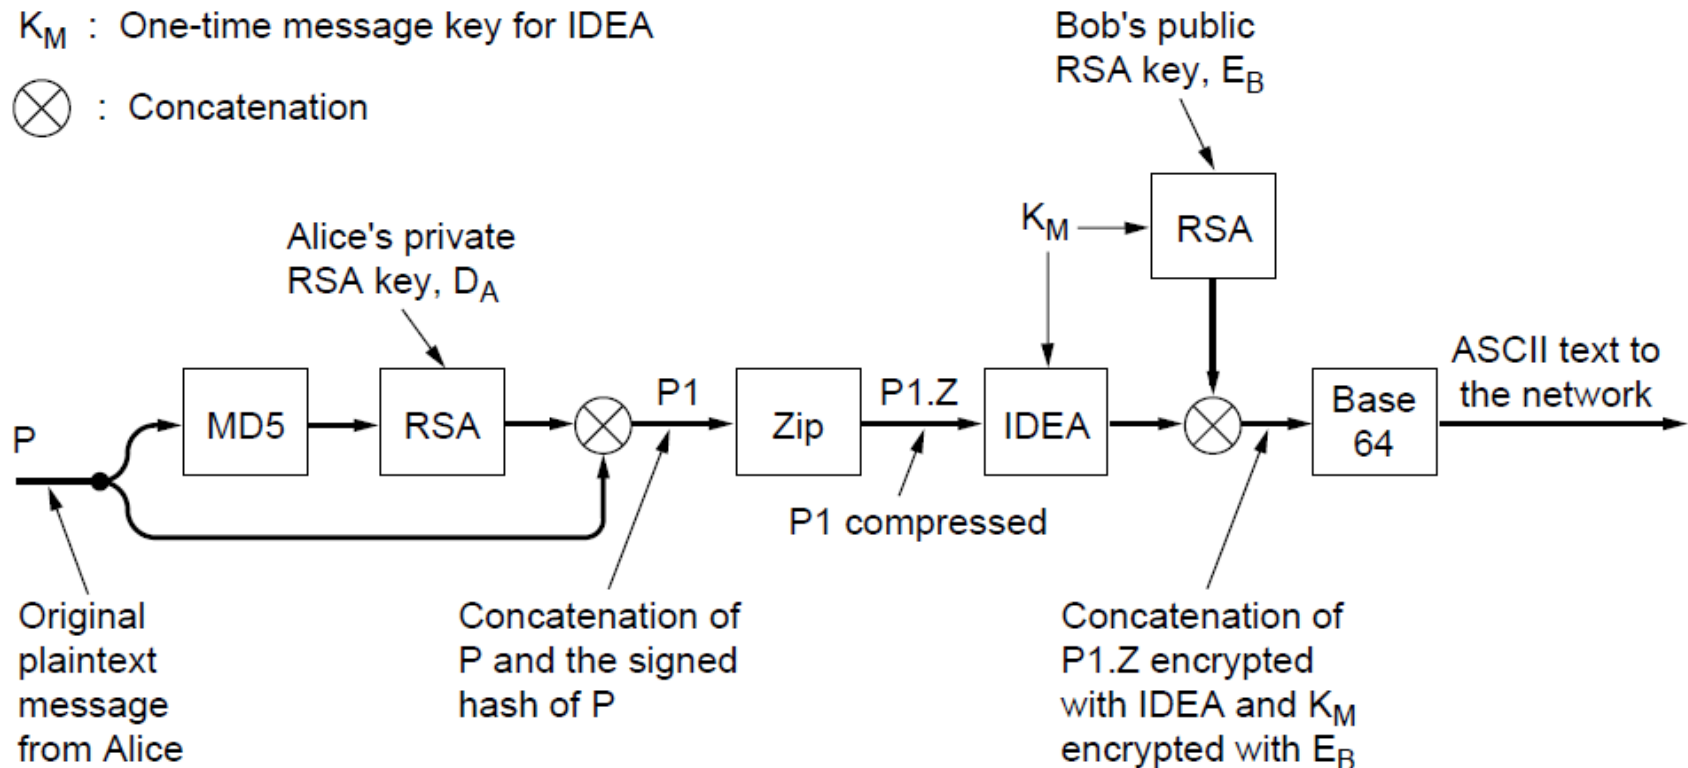 K_M : One-time message key for IDEA
: Concatenation
Bob's public
RSA key, E_B
Alice's private
RSA key, D_A
K_M
RSA
P
MD5
RSA
P1
Zip
P1.Z
IDEA
Base
64
ASCII text to
the network
P1 compressed
Original
plaintext
message
from Alice
Concatenation of
P and the signed
hash of P
Concatenation of
P1.Z encrypted
with IDEA and K_M
encrypted with E_B